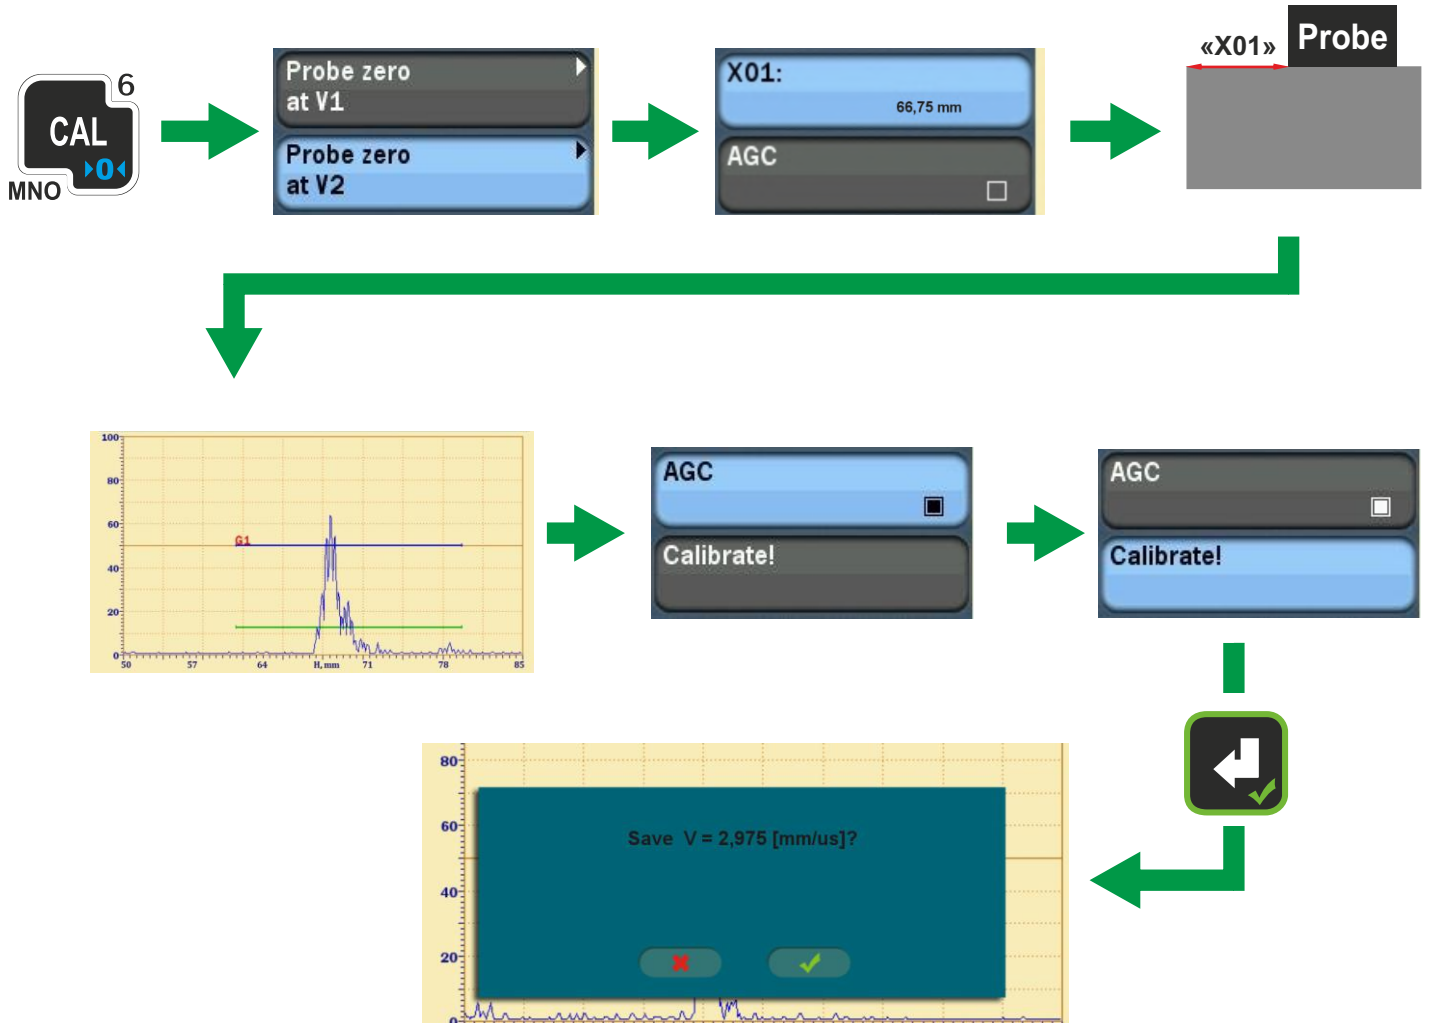 6
CAL
0
MNO
Probe zero
at V1
Probe zero
at V2
X01:
66,75 mm
AGC
«X01»
Probe
100
80
60
40
20
0
G1
50 57 64 H, mm 71 78 85
AGC
Calibrate!
AGC
Calibrate!
80
60
40
20
0
Save V = 2,975 [mm/us]?